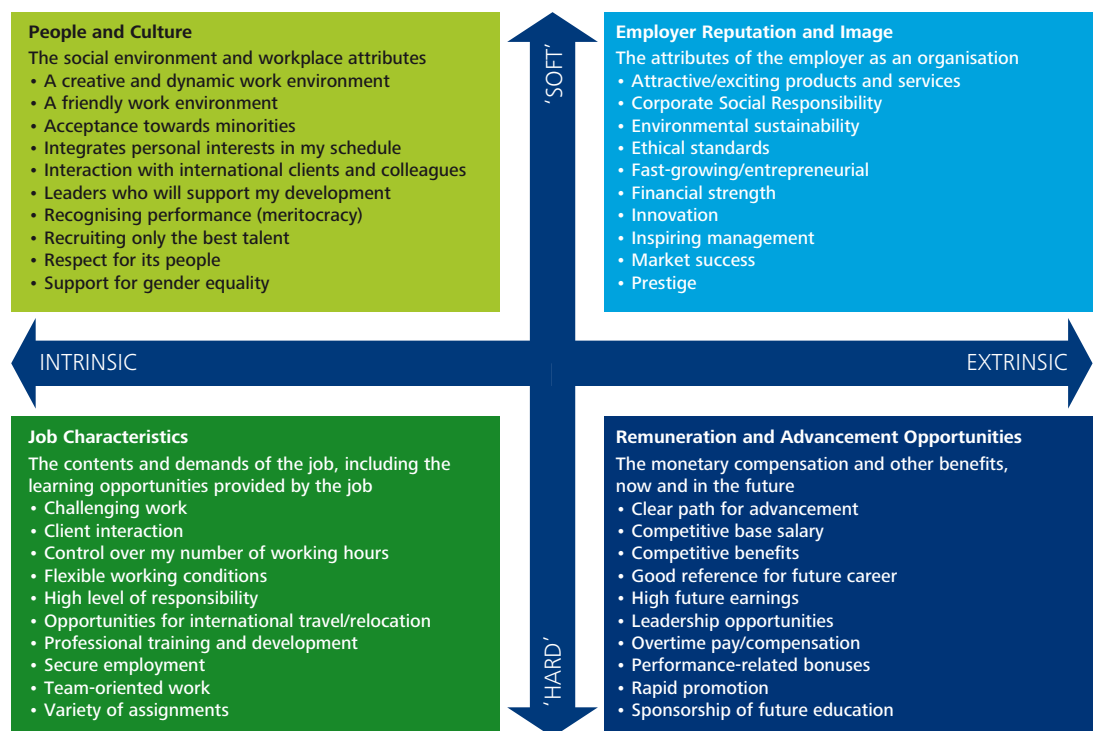 People and Culture
The social environment and workplace attributes
• A creative and dynamic work environment
• A friendly work environment
• Acceptance towards minorities
• Integrates personal interests in my schedule
• Interaction with international clients and colleagues
• Leaders who will support my development
• Recognising performance (meritocracy)
• Recruiting only the best talent
• Respect for its people
• Support for gender equality
'SOFT'
Employer Reputation and Image
The attributes of the employer as an organisation
• Attractive/exciting products and services
• Corporate Social Responsibility
• Environmental sustainability
• Ethical standards
• Fast-growing/entrepreneurial
• Financial strength
• Innovation
• Inspiring management
• Market success
• Prestige
INTRINSIC
EXTRINSIC
Job Characteristics
The contents and demands of the job, including the
learning opportunities provided by the job
• Challenging work
• Client interaction
• Control over my number of working hours
• Flexible working conditions
• High level of responsibility
• Opportunities for international travel/relocation
• Professional training and development
• Secure employment
• Team-oriented work
• Variety of assignments
'HARD'
Remuneration and Advancement Opportunities
The monetary compensation and other benefits,
now and in the future
• Clear path for advancement
• Competitive base salary
• Competitive benefits
• Good reference for future career
• High future earnings
• Leadership opportunities
• Overtime pay/compensation
• Performance-related bonuses
• Rapid promotion
• Sponsorship of future education